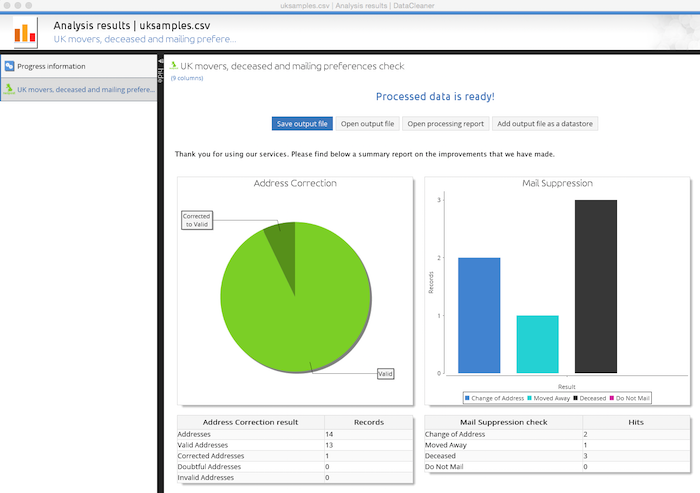 uksamples.csv | Analysis results | DataCleaner
Analysis results | uksamples.csv
UK movers, deceased and mailing prefere...
Progress information
UK movers, deceased and mailing prefere...
hide
UK movers, deceased and mailing preferences check
(9 columns)
Processed data is ready!
Save output file
Open output file
Open processing report
Add output file as a datastore
Thank you for using our services. Please find below a summary report on the improvements that we have made.
Address Correction
Corrected
to Valid
Valid
Mail Suppression
3
2
1
0
Records
Result
Change of Address Moved Away Deceased Do Not Mail
Address Correction result Records
Addresses 14
Valid Addresses 13
Corrected Addresses 1
Doubtful Addresses 0
Invalid Addresses 0
Mail Suppression check Hits
Change of Address 2
Moved Away 1
Deceased 3
Do Not Mail 0